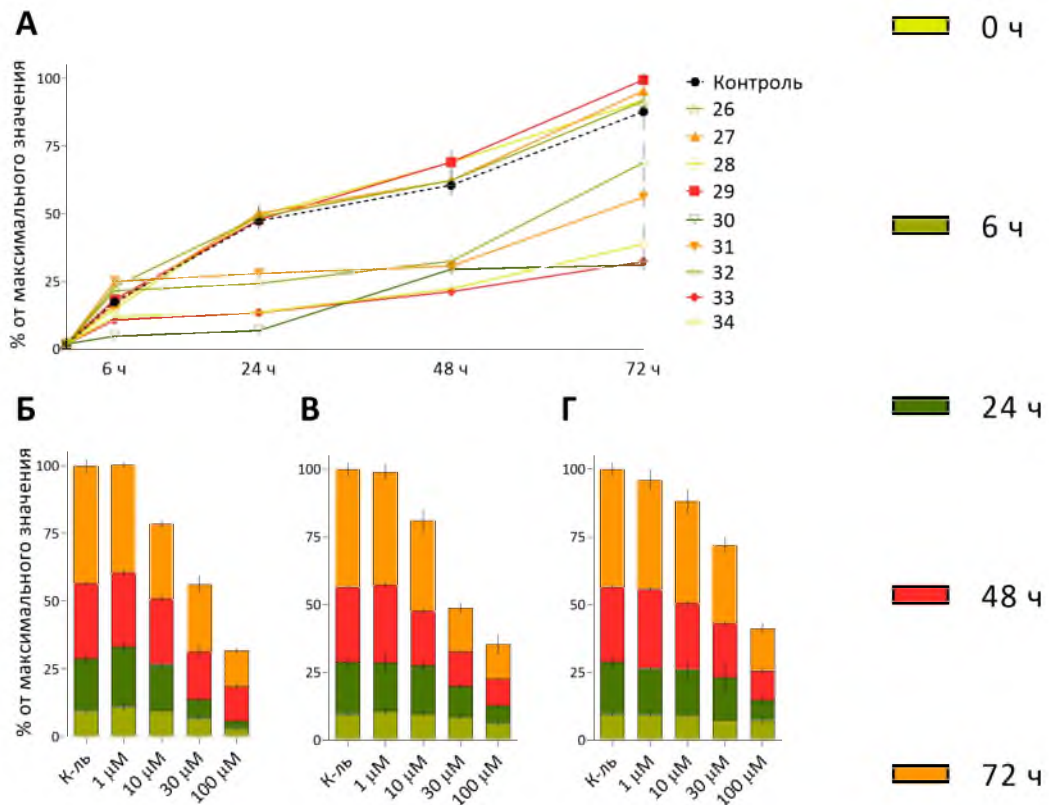 А
% от максимального значения
100
75
50
25
0
6 ч
24 ч
48 ч
72 ч
Контроль
26
27
28
29
30
31
32
33
34
Б
% от максимального значения
100
75
50
25
0
К-ль
1 µM
10 µM
30 µM
100 µM
В
100
75
50
25
0
К-ль
1 µM
10 µM
30 µM
100 µM
Г
100
75
50
25
0
К-ль
1 µM
10 µM
30 µM
100 µM
0 ч
6 ч
24 ч
48 ч
72 ч